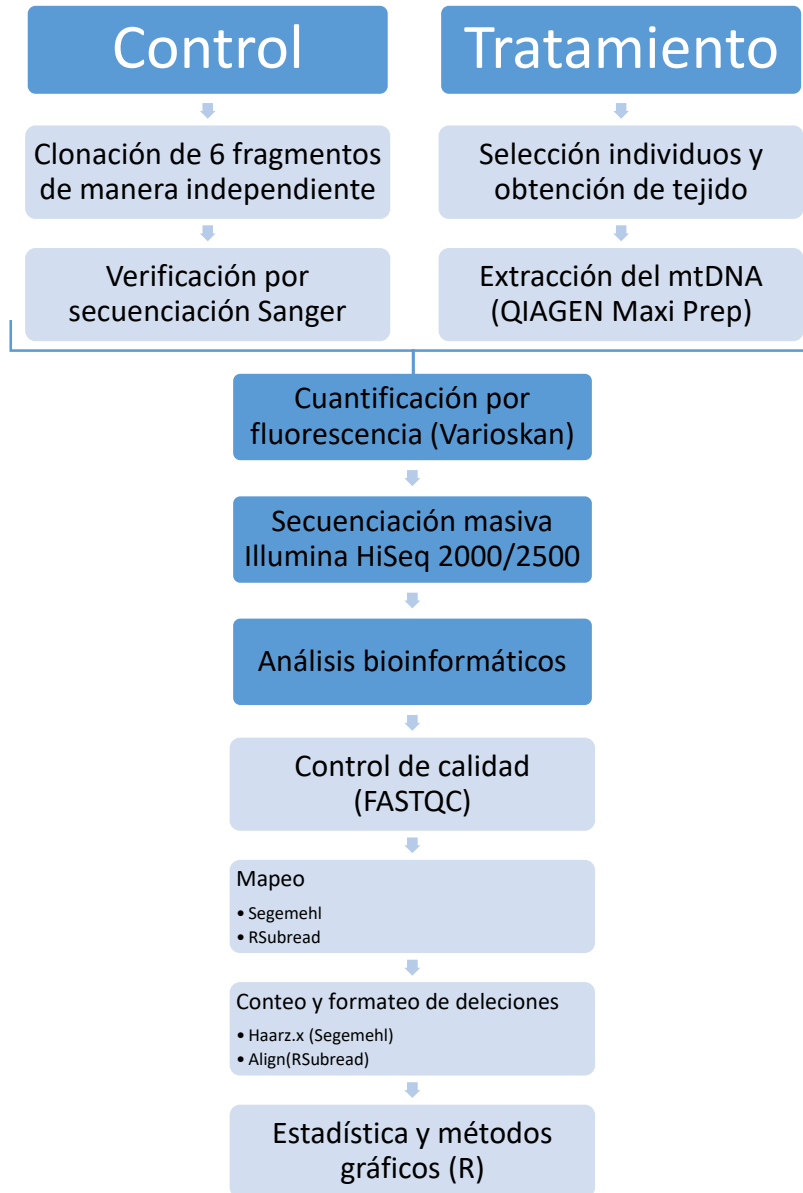 Control
Tratamiento
Clonación de 6 fragmentos
de manera independiente
Selección individuos y
obtención de tejido
Verificación por
secuenciación Sanger
Extracción del mtDNA
(QIAGEN Maxi Prep)
Cuantificación por
fluorescencia (Varioskan)
Secuenciación masiva
Illumina HiSeq 2000/2500
Análisis bioinformáticos
Control de calidad
(FASTQC)
Mapeo
• Segemehl
• RSubread
Conteo y formateo de deleciones
• Haarz.x (Segemehl)
• Align(RSubread)
Estadística y métodos
gráficos (R)